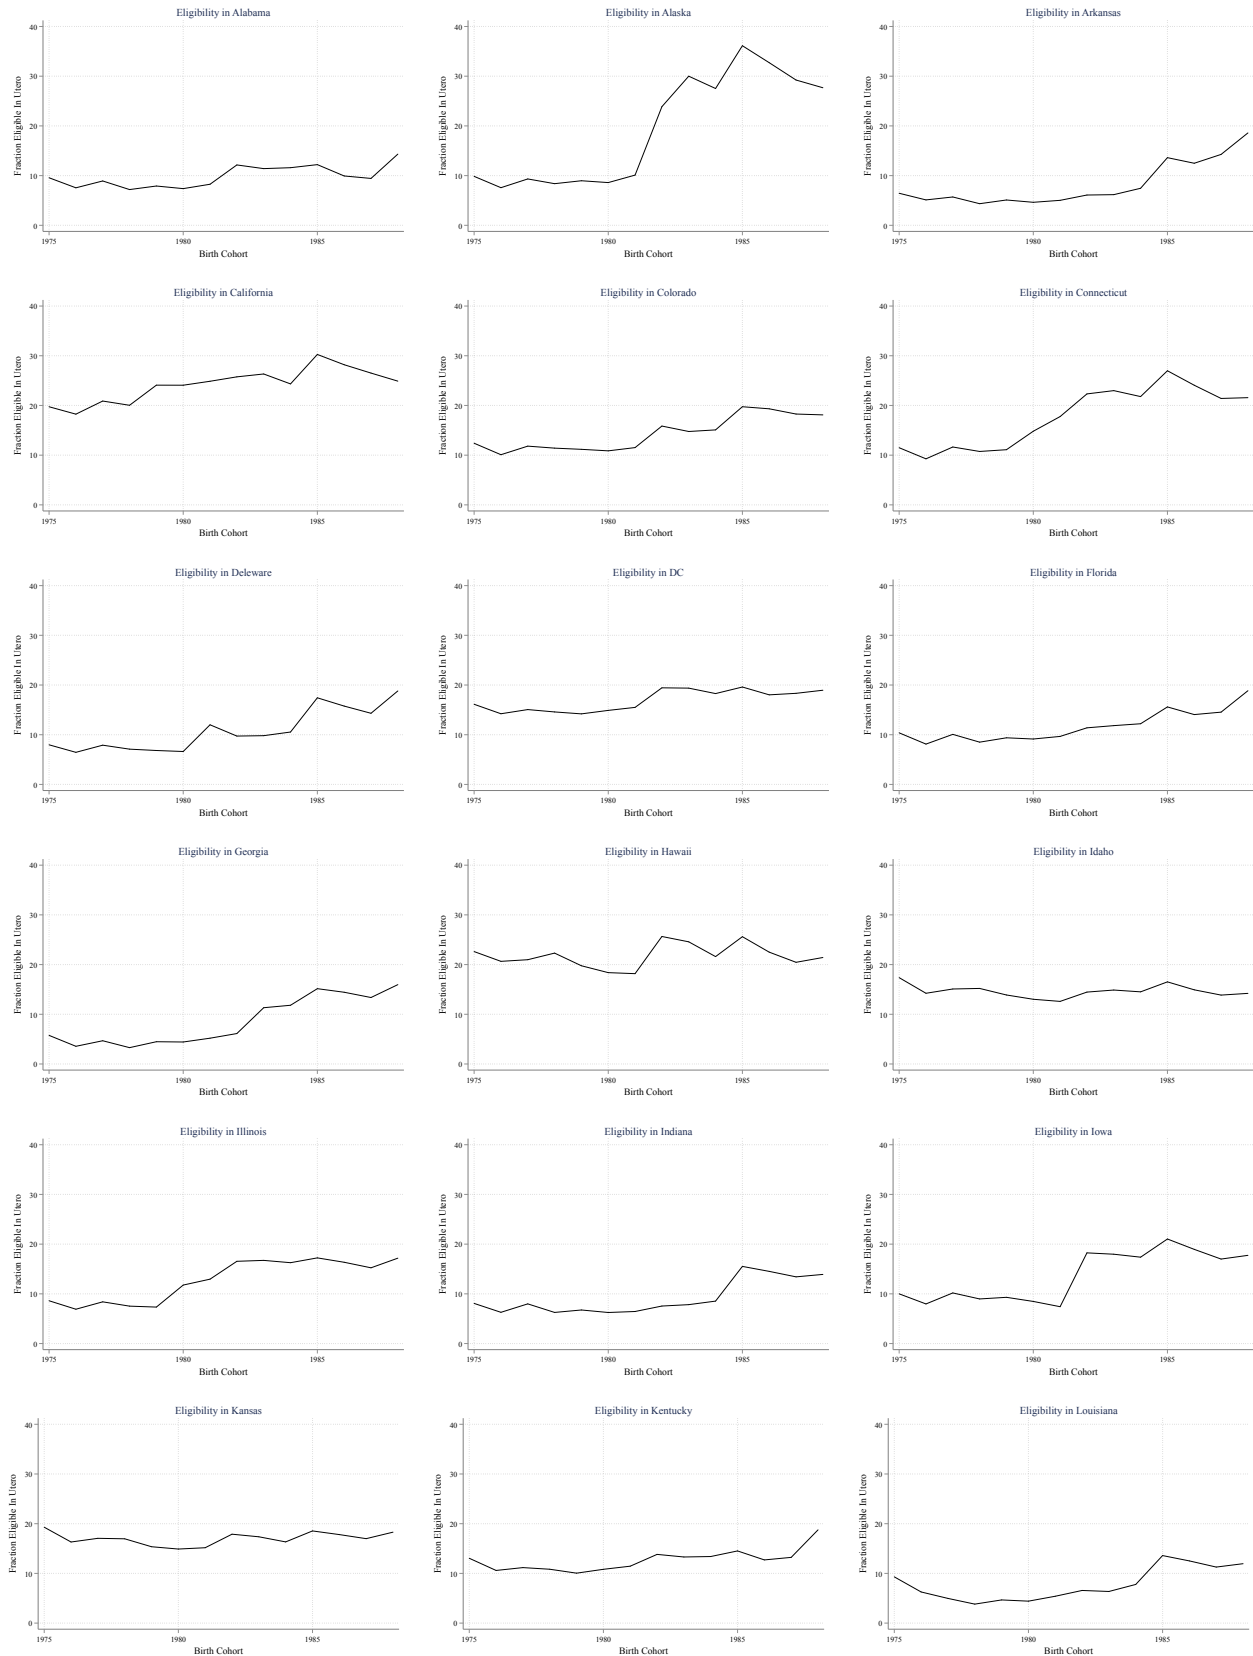 Eligibility in Alabama
Fraction Eligible In Utero
40
30
20
10
0
1975 1980 1985
Birth Cohort
Eligibility in Alaska
Fraction Eligible In Utero
40
30
20
10
0
1975 1980 1985
Birth Cohort
Eligibility in Arkansas
Fraction Eligible In Utero
40
30
20
10
0
1975 1980 1985
Birth Cohort
Eligibility in California
Fraction Eligible In Utero
40
30
20
10
0
1975 1980 1985
Birth Cohort
Eligibility in Colorado
Fraction Eligible In Utero
40
30
20
10
0
1975 1980 1985
Birth Cohort
Eligibility in Connecticut
Fraction Eligible In Utero
40
30
20
10
0
1975 1980 1985
Birth Cohort
Eligibility in Deleware
Fraction Eligible In Utero
40
30
20
10
0
1975 1980 1985
Birth Cohort
Eligibility in DC
Fraction Eligible In Utero
40
30
20
10
0
1975 1980 1985
Birth Cohort
Eligibility in Florida
Fraction Eligible In Utero
40
30
20
10
0
1975 1980 1985
Birth Cohort
Eligibility in Georgia
Fraction Eligible In Utero
40
30
20
10
0
1975 1980 1985
Birth Cohort
Eligibility in Hawaii
Fraction Eligible In Utero
40
30
20
10
0
1975 1980 1985
Birth Cohort
Eligibility in Idaho
Fraction Eligible In Utero
40
30
20
10
0
1975 1980 1985
Birth Cohort
Eligibility in Illinois
Fraction Eligible In Utero
40
30
20
10
0
1975 1980 1985
Birth Cohort
Eligibility in Indiana
Fraction Eligible In Utero
40
30
20
10
0
1975 1980 1985
Birth Cohort
Eligibility in Iowa
Fraction Eligible In Utero
40
30
20
10
0
1975 1980 1985
Birth Cohort
Eligibility in Kansas
Fraction Eligible In Utero
40
30
20
10
0
1975 1980 1985
Birth Cohort
Eligibility in Kentucky
Fraction Eligible In Utero
40
30
20
10
0
1975 1980 1985
Birth Cohort
Eligibility in Louisiana
Fraction Eligible In Utero
40
30
20
10
0
1975 1980 1985
Birth Cohort